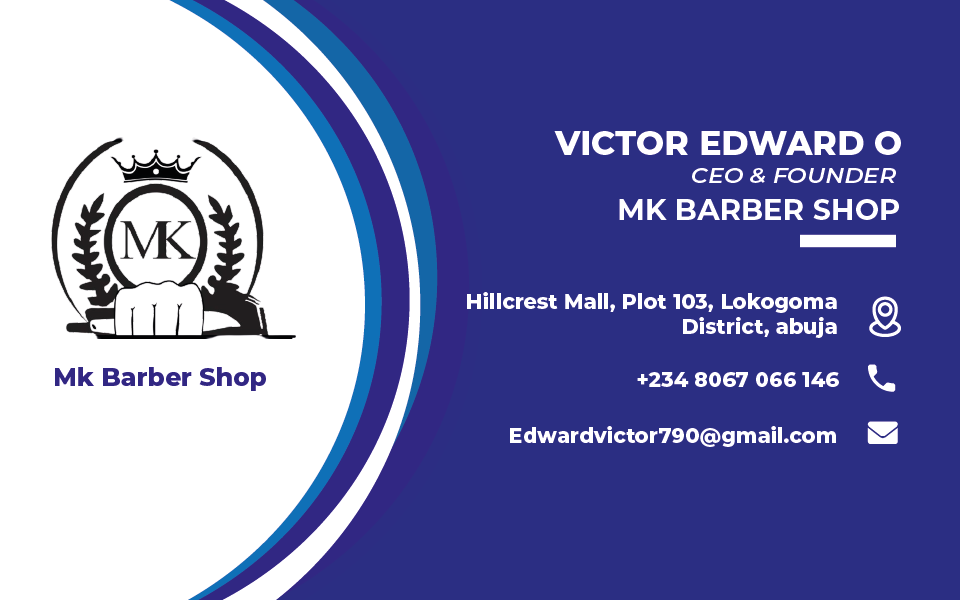 MK
Mk Barber Shop
VICTOR EDWARD O
CEO & FOUNDER
MK BARBER SHOP
Hillcrest Mall, Plot 103, Lokogoma
District, abuja
+234 8067 066 146
Edwardvictor790@gmail.com